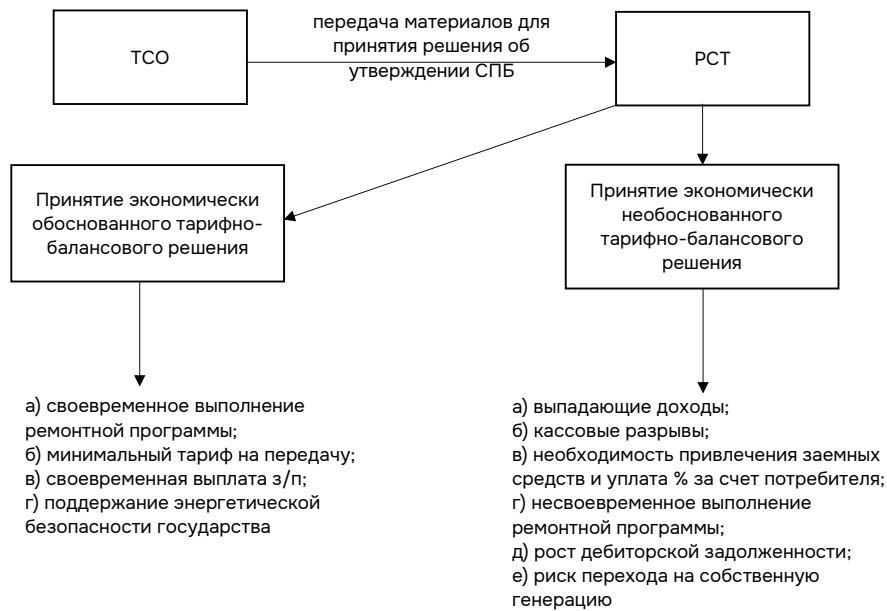 ТСО
передача материалов для
принятия решения об
утверждении СПБ
РСТ
Принятие экономически
обоснованного тарифно-
балансового решения
Принятие экономически
необоснованного
тарифно-балансового
решения
а) своевременное выполнение
ремонтной программы;
б) минимальный тариф на передачу;
в) своевременная выплата з/п;
г) поддержание энергетической
безопасности государства
а) выпадающие доходы;
б) кассовые разрывы;
в) необходимость привлечения заемных
средств и уплата % за счет потребителя;
г) несвоевременное выполнение
ремонтной программы;
д) рост дебиторской задолженности;
е) риск перехода на собственную
генерацию